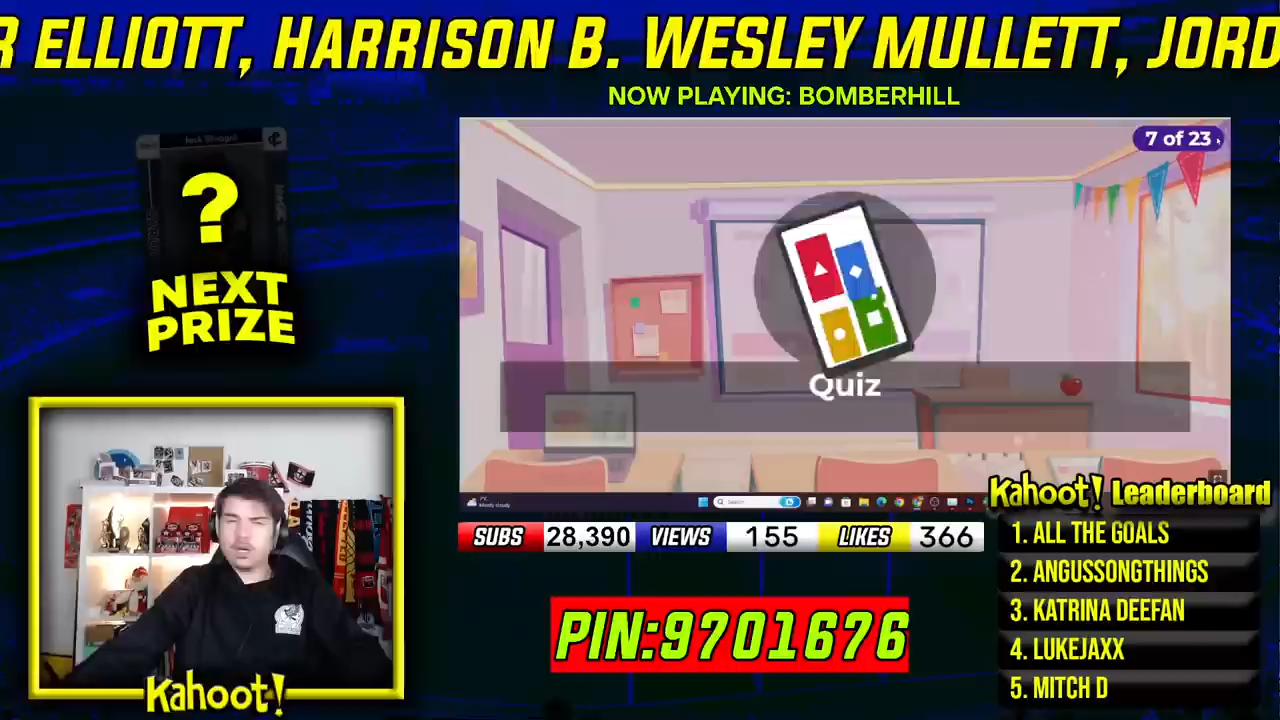 R ELLIOTT, HARRISON B. WESLEY MULLETT, JORD
NOW PLAYING: BOMBERHILL
7 of 23
?
NEXT
PRIZE
Quiz
Search
Kahoot! Leaderboard
SUBS 28,390 VIEWS 155 LIKES 366
1. ALL THE GOALS
2. ANGUSSONGTHINGS
3. KATRINA DEEFAN
4. LUKEJAXX
5. MITCH D
PIN:9701676
Kahoot!